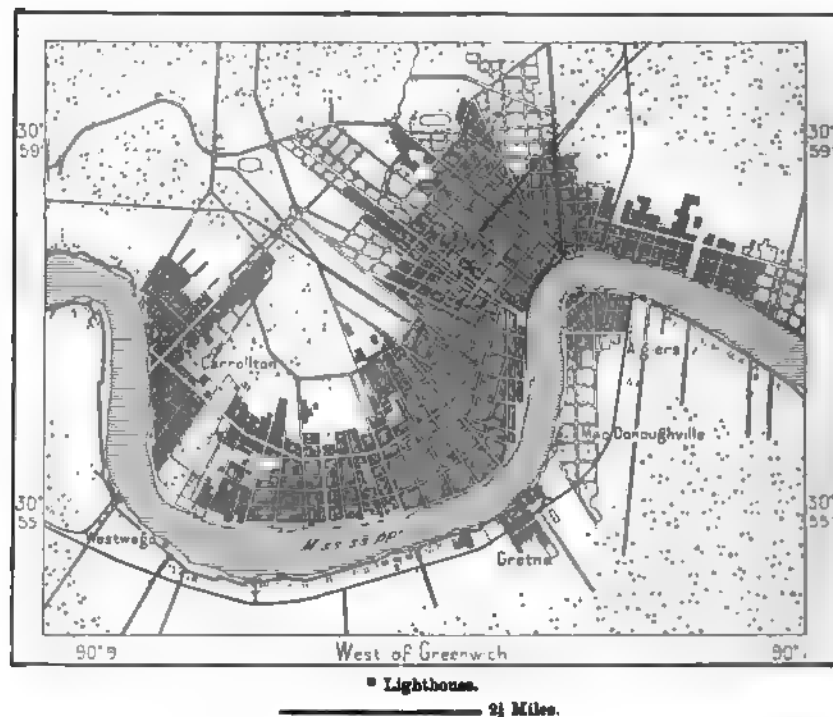 30°
59'
30°
59'
Carrollton
Algiers
MacDonoughville
30°
55'
30°
55'
Westwego
Gretna
90° 9'
West of Greenwich
90°
Lighthouse.
2½ Miles.